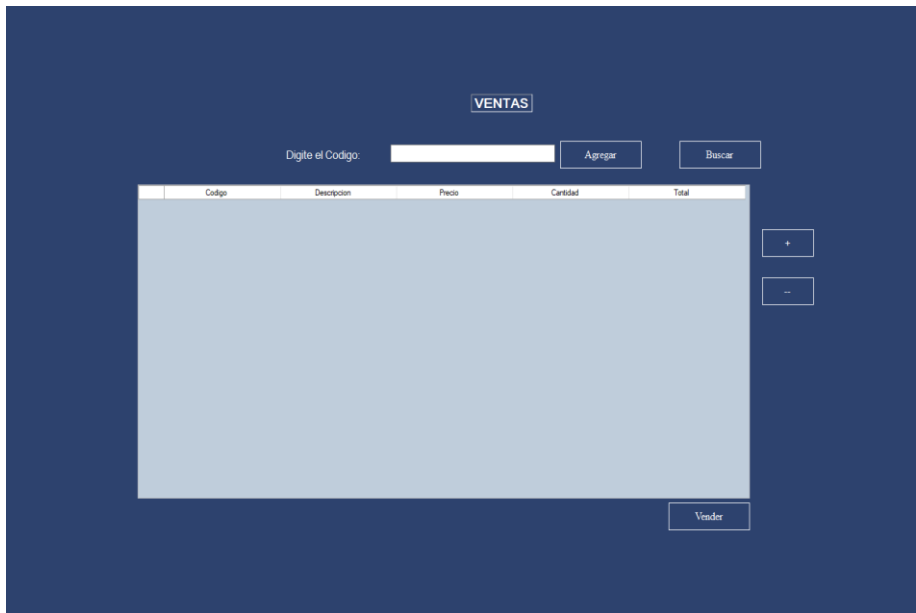 VENTAS
Digite el Codigo: Agregar Buscar
Codigo Descripcion Precio Cantidad Total
+
--
Vender